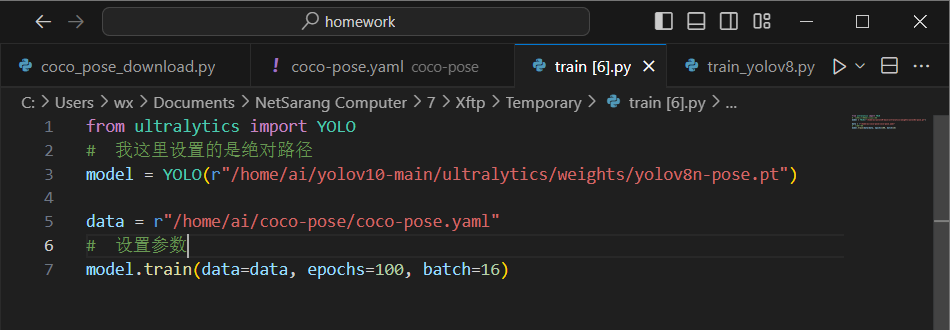 homework
coco_pose_download.py
! coco-pose.yaml coco-pose
train [6].py
train_yolov8.py
C: > Users > wx > Documents > NetSarang Computer > 7 > Xftp > Temporary > train [6].py > ...
1 from ultralytics import YOLO
2 # 我这里设置的是绝对路径
3 model = YOLO(r"/home/ai/yolov10-main/ultralytics/weights/yolov8n-pose.pt")
4
5 data = r"/home/ai/coco-pose/coco-pose.yaml"
6 # 设置参数
7 model.train(data=data, epochs=100, batch=16)